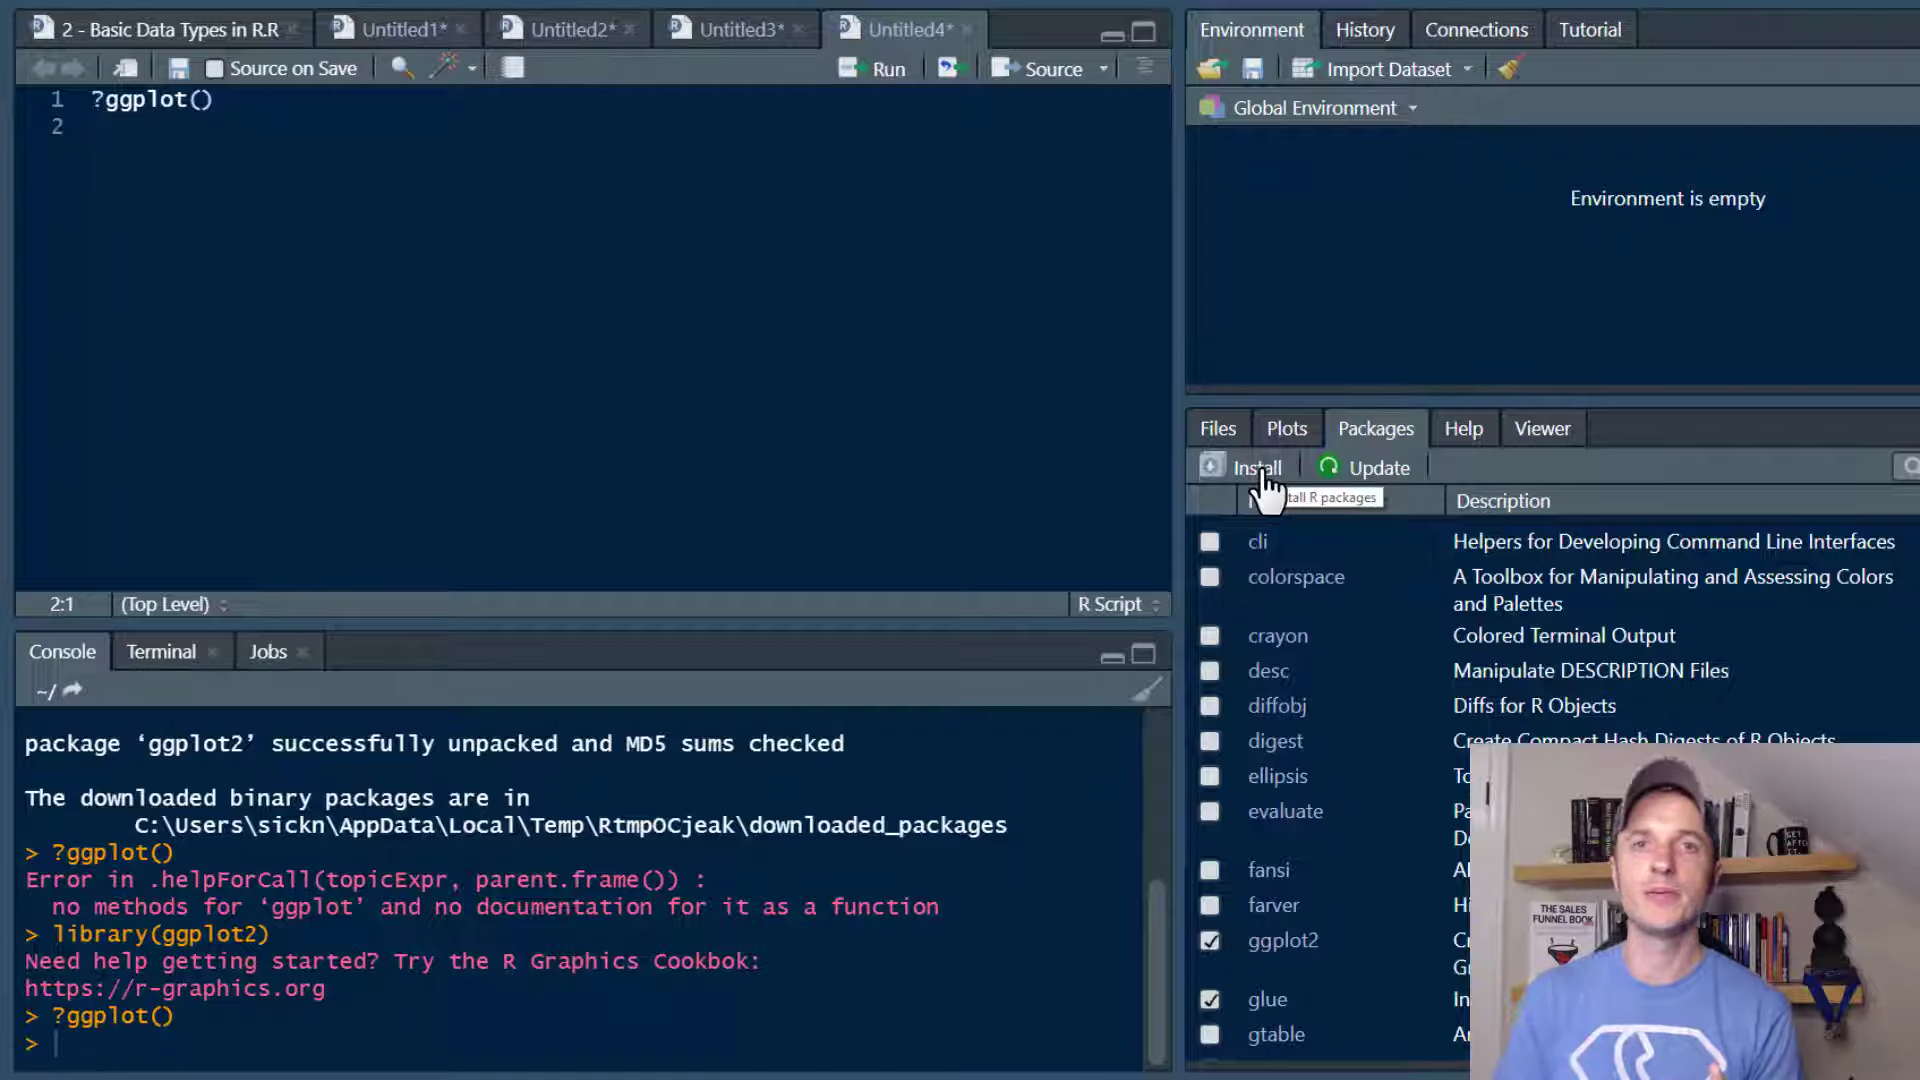 2 - Basic Data Types in R.R
Untitled1*
Untitled2*
Untitled3*
Untitled4*
Source on Save
Run
Source
1 ?ggplot()
2
2:1
(Top Level)
R Script
Console
Terminal
Jobs
~/
package ‘ggplot2’ successfully unpacked and MD5 sums checked
The downloaded binary packages are in
C:\Users\sickn\AppData\Local\Temp\RtmpOCjeak\downloaded_packages
> ?ggplot()
Error in .helpForCall(topicExpr, parent.frame()) :
no methods for ‘ggplot’ and no documentation for it as a function
> library(ggplot2)
Need help getting started? Try the R Graphics Cookbok:
https://r-graphics.org
> ?ggplot()
>
Environment
History
Connections
Tutorial
Import Dataset
Global Environment
Environment is empty
Files
Plots
Packages
Help
Viewer
Install
Update
R packages
Description
cli
Helpers for Developing Command Line Interfaces
colorspace
A Toolbox for Manipulating and Assessing Colors
and Palettes
crayon
Colored Terminal Output
desc
Manipulate DESCRIPTION Files
diffobj
Diffs for R Objects
digest
Create Compact Hash Digests of R Objects
ellipsis
evaluate
fansi
farver
ggplot2
glue
gtable
GET
AFTER
IT
THE SALES
FUNNEL BOOK